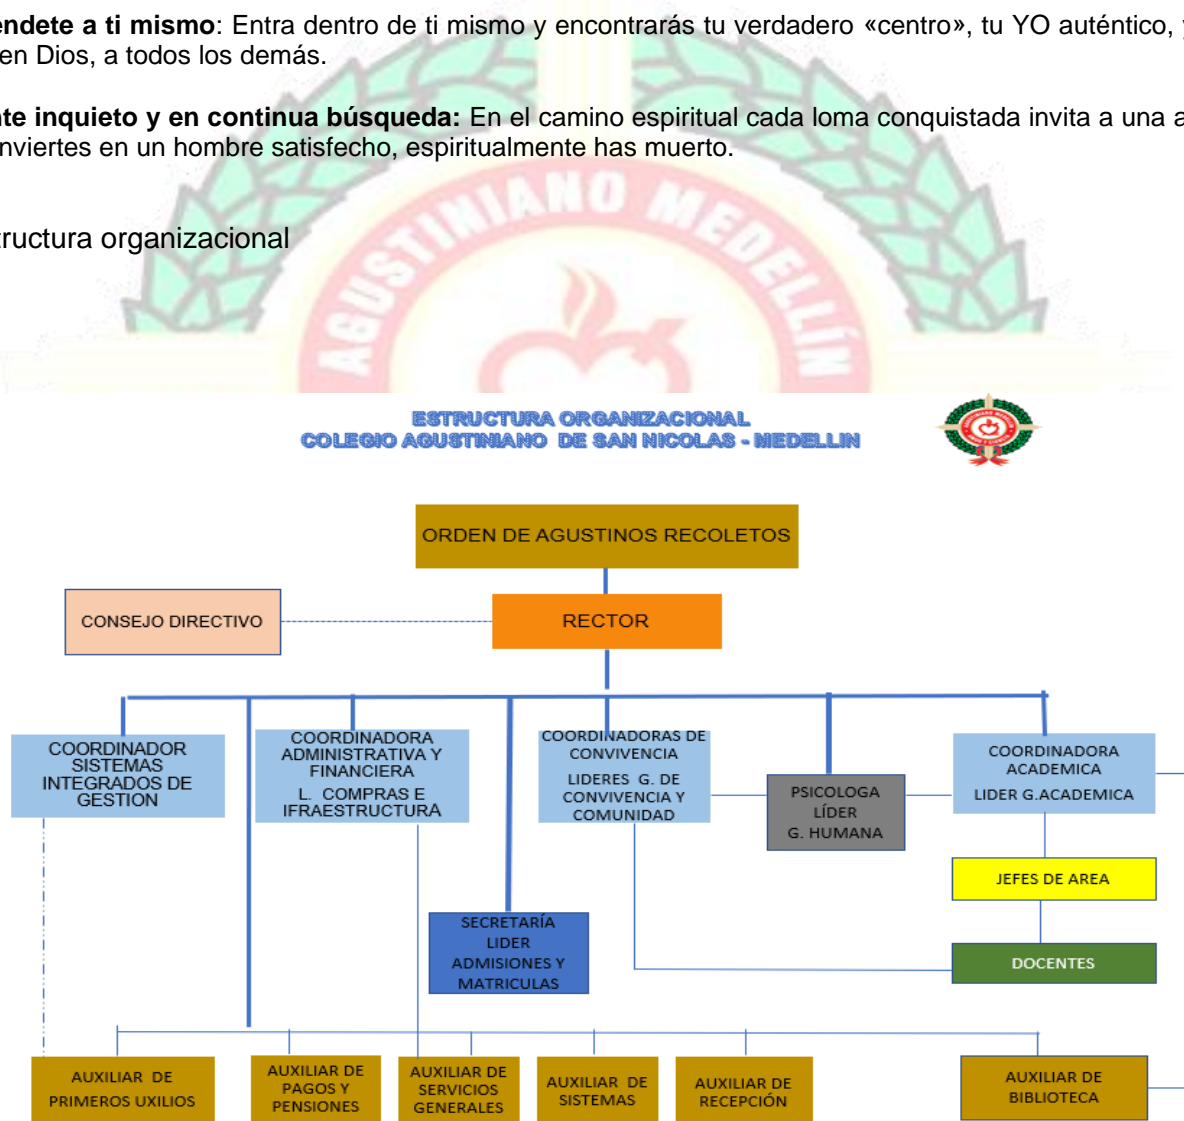 éndete a ti mismo: Entra dentro de ti mismo y encontrarás tu verdadero «centro», tu YO auténtico, y
en Dios, a todos los demás.
nte inquieto y en continua búsqueda: En el camino espiritual cada loma conquistada invita a una a
nviertes en un hombre satisfecho, espiritualmente has muerto.
tructura organizacional
AGUSTINIANO MEDELLÍN
ESTRUCTURA ORGANIZACIONAL
COLEGIO AGUSTINIANO DE SAN NICOLAS - MEDELLIN
ORDEN DE AGUSTINOS RECOLETOS
CONSEJO DIRECTIVO
RECTOR
COORDINADOR
SISTEMAS
INTEGRADOS DE
GESTION
COORDINADORA
ADMINISTRATIVA Y
FINANCIERA
L. COMPRAS E
IFRAESTRUCTURA
COORDINADORAS DE
CONVIVENCIA
LIDERES G. DE
CONVIVENCIA Y
COMUNIDAD
PSICOLOGA
LÍDER
G. HUMANA
COORDINADORA
ACADEMICA
LIDER G.ACADEMICA
JEFES DE AREA
SECRETARÍA
LIDER
ADMISIONES Y
MATRICULAS
DOCENTES
AUXILIAR DE
PRIMEROS UXILIOS
AUXILIAR DE
PAGOS Y
PENSIONES
AUXILIAR DE
SERVICIOS
GENERALES
AUXILIAR DE
SISTEMAS
AUXILIAR DE
RECEPCIÓN
AUXILIAR DE
BIBLIOTECA